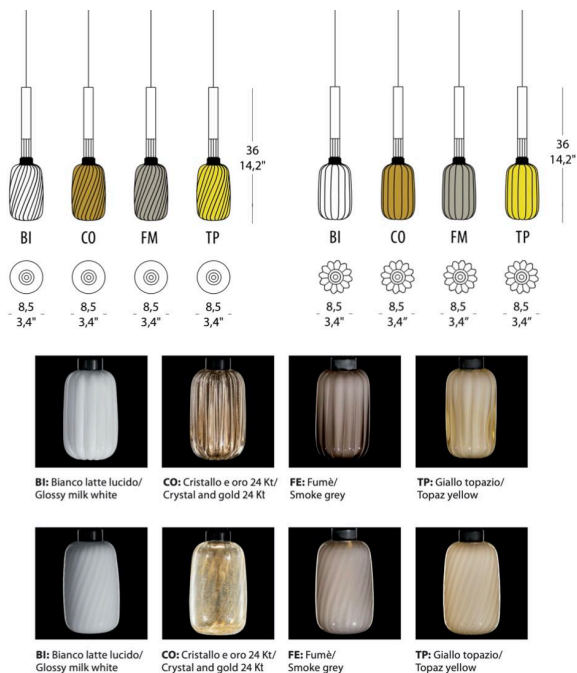 36
14,2"
36
14,2"
BI CO FM TP
BI CO FM TP
8,5 8,5 8,5 8,5
3,4" 3,4" 3,4" 3,4"
8,5 8,5 8,5 8,5
3,4" 3,4” 3,4” 3,4”
BI: Bianco latte lucido/
Glossy milk white
CO: Cristallo e oro 24 Kt/
Crystal and gold 24 Kt
FE: Fumè/
Smoke grey
TP: Giallo topazio/
Topaz yellow
BI: Bianco latte lucido/
Glossy milk white
CO: Cristallo e oro 24 Kt/
Crystal and gold 24 Kt
FE: Fumè/
Smoke grey
TP: Giallo topazio/
Topaz yellow